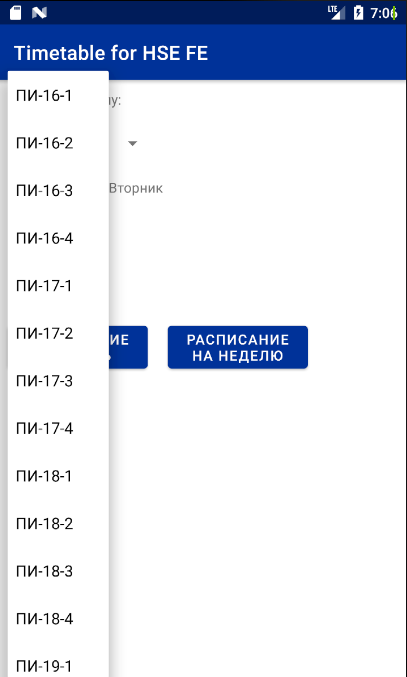 LTE 7:06
Timetable for HSE FE
ПИ-16-1
ПИ-16-2
Вторник
ПИ-16-3
ПИ-16-4
ПИ-17-1
ПИ-17-2
РАСПИСАНИЕ
НА НЕДЕЛЮ
ПИ-17-3
ПИ-17-4
ПИ-18-1
ПИ-18-2
ПИ-18-3
ПИ-18-4
ПИ-19-1